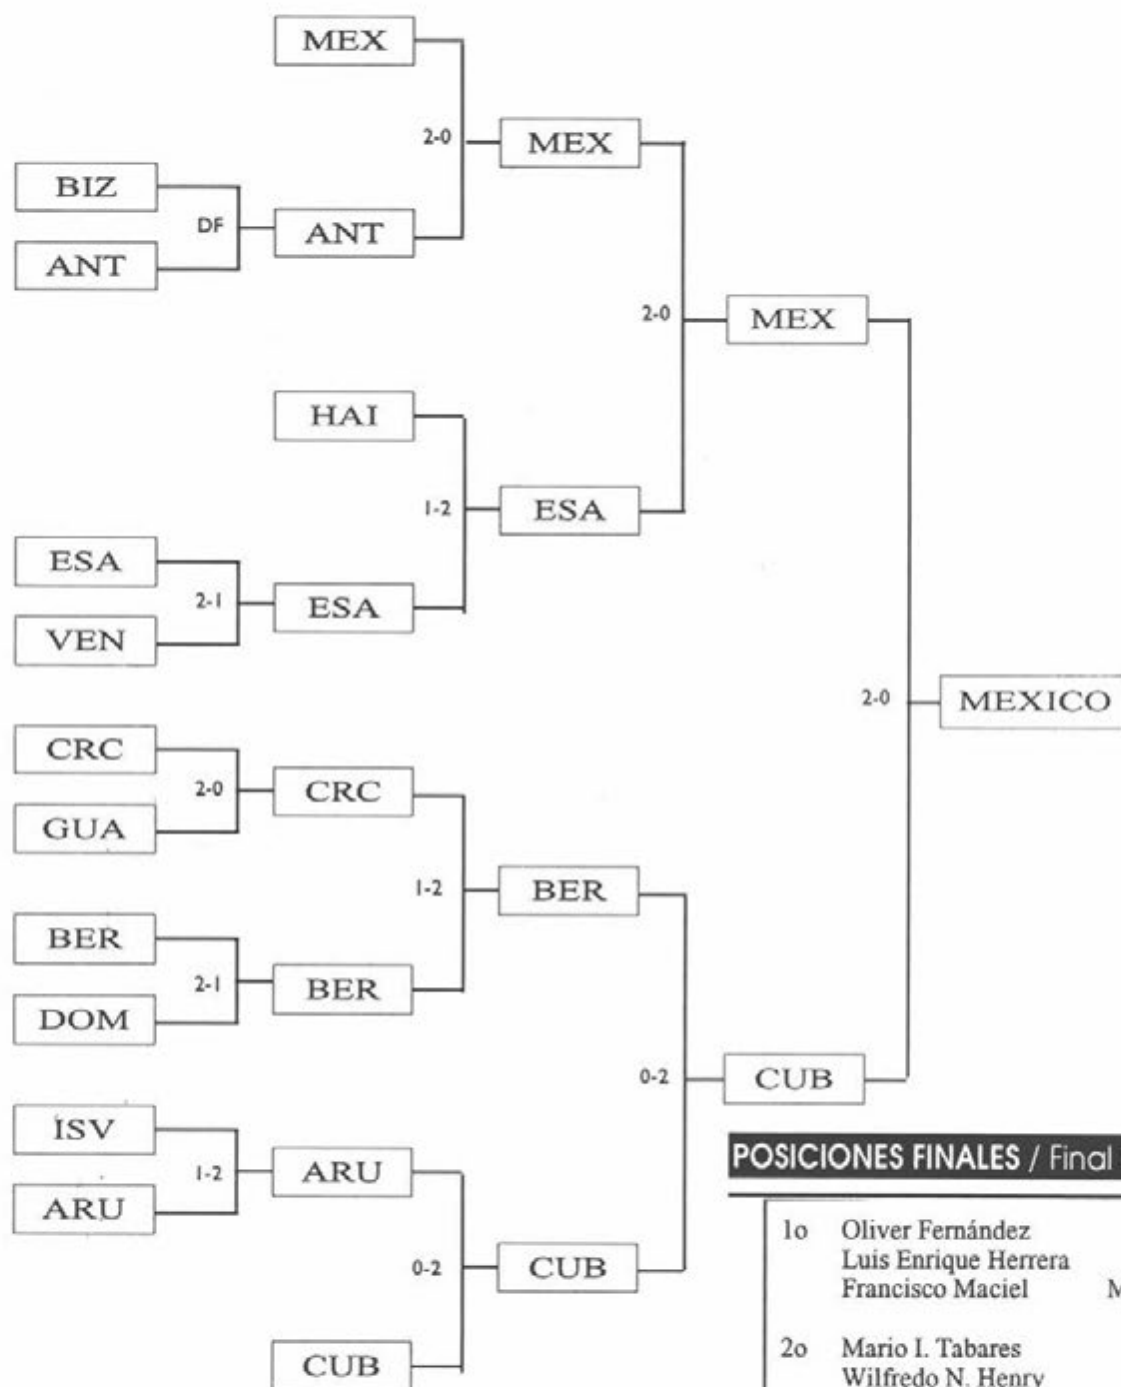 MEX
2-0
MEX
BIZ
DF
ANT
ANT
2-0
MEX
HAI
1-2
ESA
ESA
2-1
ESA
VEN
2-0
MEXICO
CRC
2-0
CRC
GUA
1-2
BER
BER
2-1
BER
DOM
0-2
CUB
ISV
1-2
ARU
ARU
0-2
CUB
CUB
POSICIONES FINALES / Final
1o Oliver Fernández
Luis Enrique Herrera
Francisco Maciel M
2o Mario I. Tabares
Wilfredo N. Henry